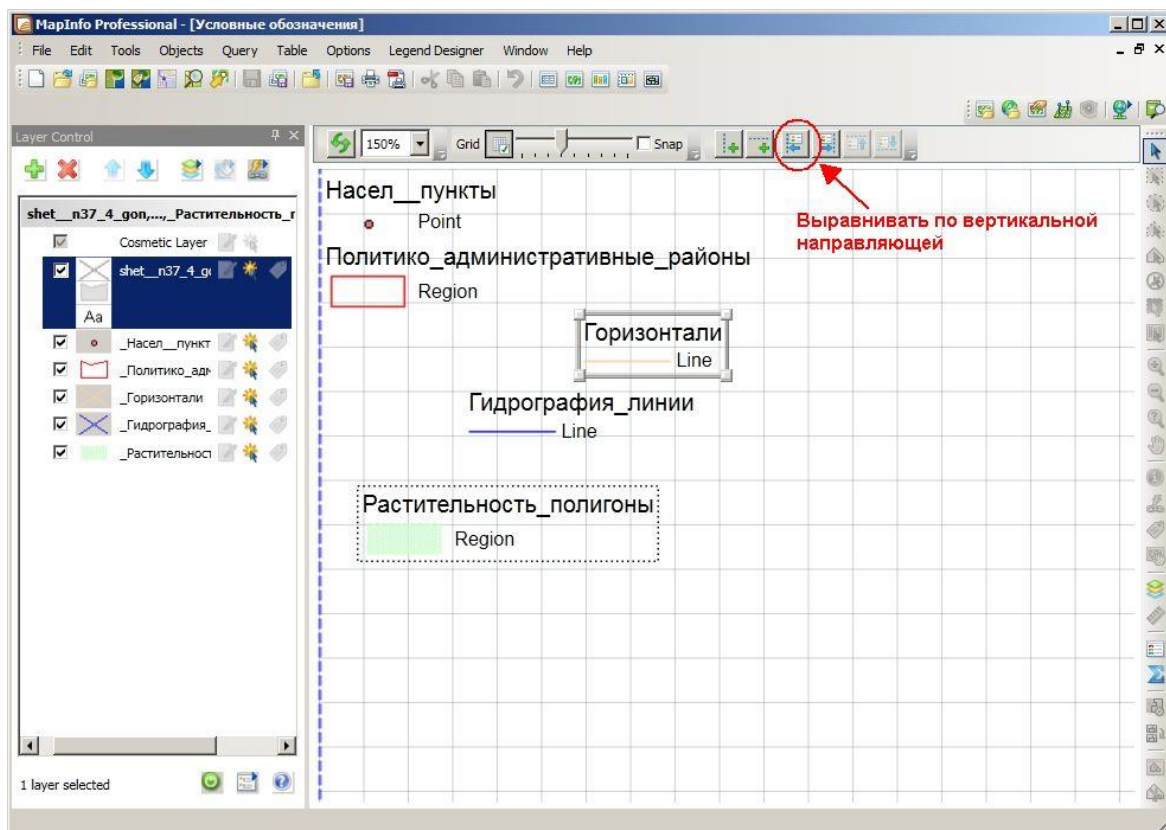 MapInfo Professional - [Условные обозначения]
File Edit Tools Objects Query Table Options Legend Designer Window Help
Layer Control
150%
Grid
Snap
shet__n37_4_gon,...,_Растительность_г
Cosmetic Layer
shet__n37_4_go
Aa
_Насел__пункт
_Политико_адм
_Горизонтали
_Гидрография_
_Растительност
1 layer selected
Насел__пункты
Point
Политико_административные_районы
Region
Горизонтали
Line
Гидрография_линии
Line
Растительность_полигоны
Region
Выравнивать по вертикальной
направляющей